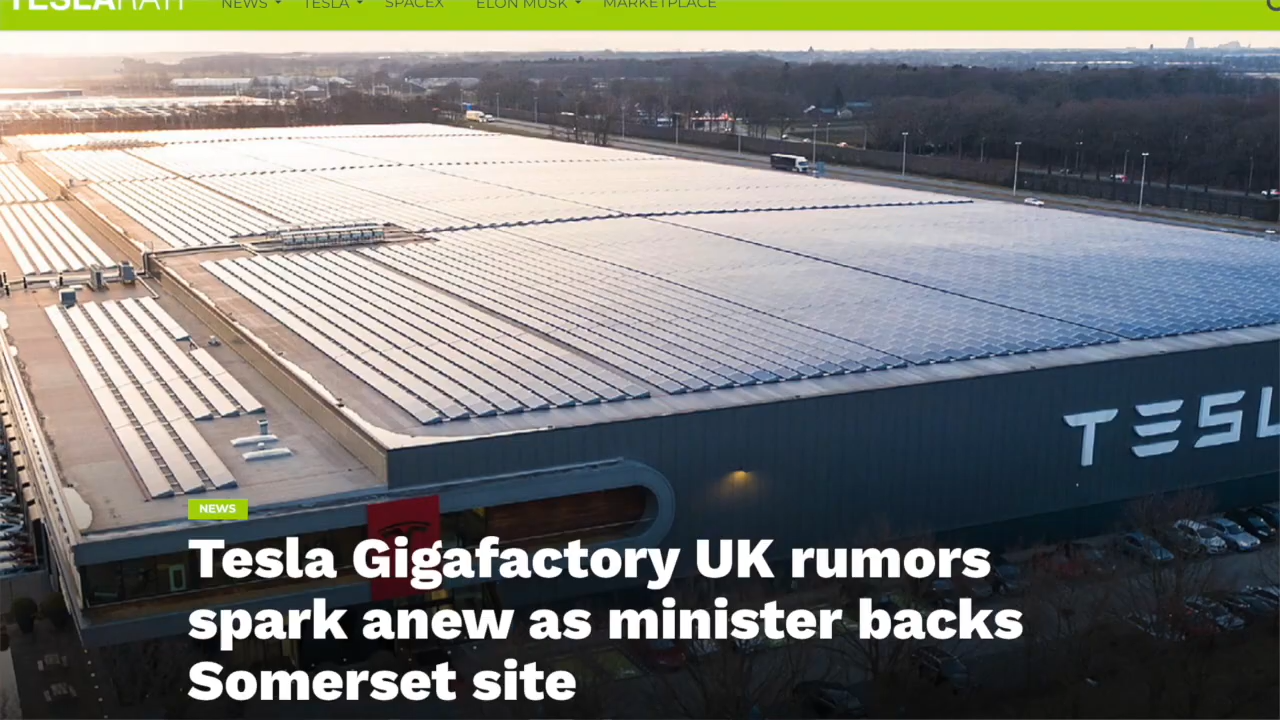 TESLARATI
NEWS TESLA SPACEX ELON MUSK MARKETPLACE
TESL
NEWS
Tesla Gigafactory UK rumors
spark anew as minister backs
Somerset site